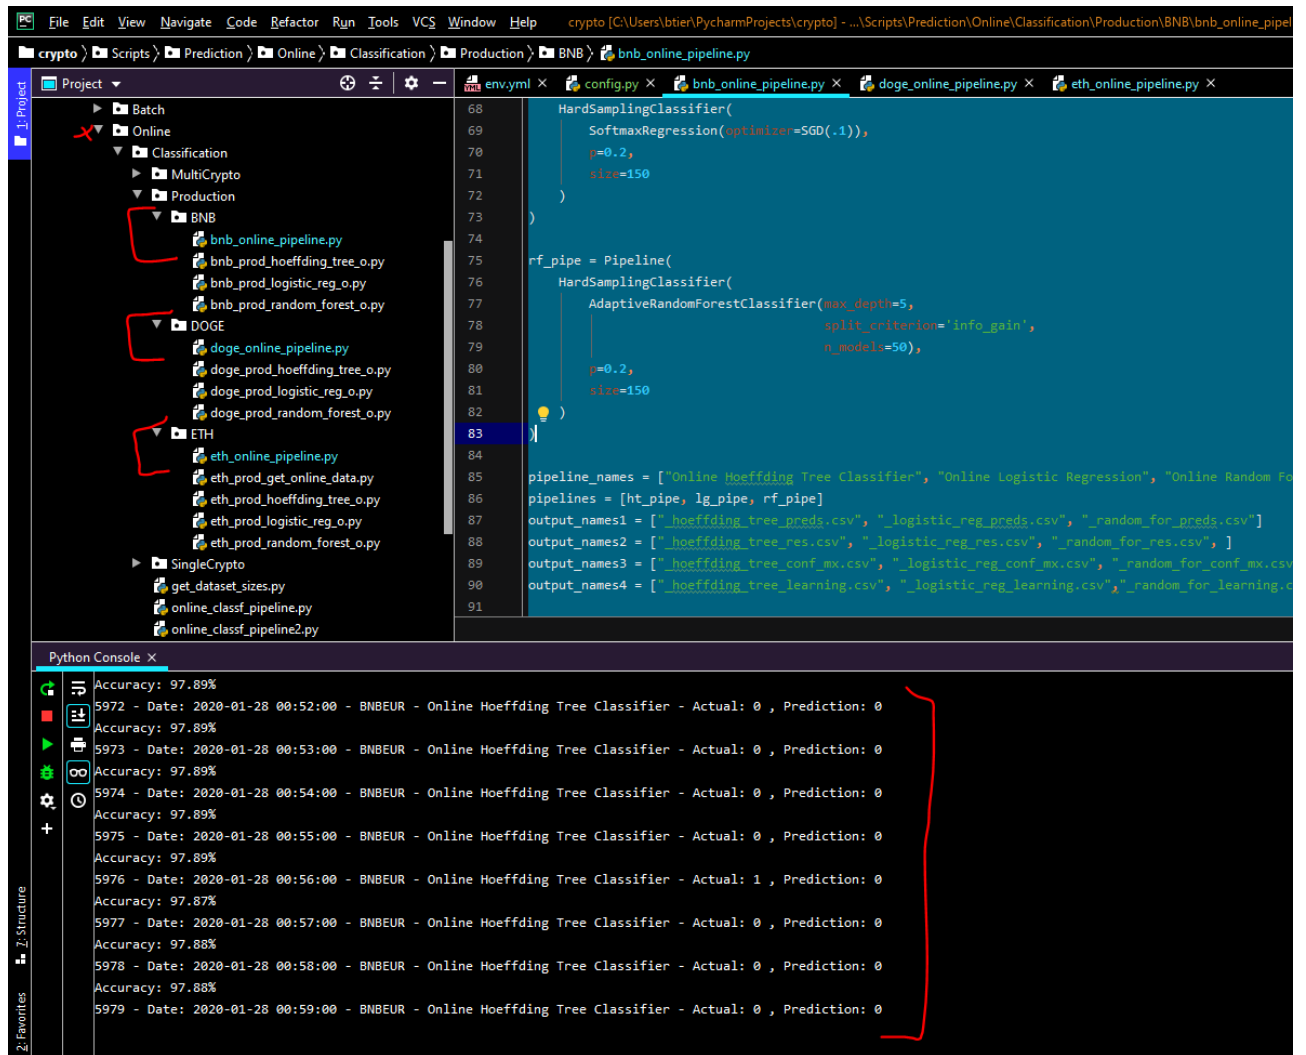 PC File Edit View Navigate Code Refactor Run Tools VCS Window Help crypto [C:\Users\btier\PycharmProjects\crypto] - ...\Scripts\Prediction\Online\Classification\Production\BNB\bnb_online_pipel
crypto Scripts Prediction Online Classification Production BNB bnb_online_pipeline.py
1: Project
Project
env.yml config.py bnb_online_pipeline.py doge_online_pipeline.py eth_online_pipeline.py
Batch
Online
Classification
MultiCrypto
Production
BNB
bnb_online_pipeline.py
bnb_prod_hoeffding_tree_o.py
bnb_prod_logistic_reg_o.py
bnb_prod_random_forest_o.py
DOGE
doge_online_pipeline.py
doge_prod_hoeffding_tree_o.py
doge_prod_logistic_reg_o.py
doge_prod_random_forest_o.py
ETH
eth_online_pipeline.py
eth_prod_get_online_data.py
eth_prod_hoeffding_tree_o.py
eth_prod_logistic_reg_o.py
eth_prod_random_forest_o.py
SingleCrypto
get_dataset_sizes.py
online_classf_pipeline.py
online_classf_pipeline2.py
68 HardSamplingClassifier(
69 SoftmaxRegression(optimizer=SGD(.1)),
70 p=0.2,
71 size=150
72 )
73 )
74
75 rf_pipe = Pipeline(
76 HardSamplingClassifier(
77 AdaptiveRandomForestClassifier(max_depth=5,
78 split_criterion='info_gain',
79 n_models=50),
80 p=0.2,
81 size=150
82 )
83 )
84
85 pipeline_names = ["Online Hoeffding Tree Classifier", "Online Logistic Regression", "Online Random Fo
86 pipelines = [ht_pipe, lg_pipe, rf_pipe]
87 output_names1 = ["_hoeffding_tree_preds.csv", "_logistic_reg_preds.csv", "_random_for_preds.csv"]
88 output_names2 = ["_hoeffding_tree_res.csv", "_logistic_reg_res.csv", "_random_for_res.csv", ]
89 output_names3 = ["_hoeffding_tree_conf_mx.csv", "_logistic_reg_conf_mx.csv", "_random_for_conf_mx.csv
90 output_names4 = ["_hoeffding_tree_learning.csv", "_logistic_reg_learning.csv","_random_for_learning.c
91
Python Console
Accuracy: 97.89%
5972 - Date: 2020-01-28 00:52:00 - BNBEUR - Online Hoeffding Tree Classifier - Actual: 0 , Prediction: 0
Accuracy: 97.89%
5973 - Date: 2020-01-28 00:53:00 - BNBEUR - Online Hoeffding Tree Classifier - Actual: 0 , Prediction: 0
Accuracy: 97.89%
5974 - Date: 2020-01-28 00:54:00 - BNBEUR - Online Hoeffding Tree Classifier - Actual: 0 , Prediction: 0
Accuracy: 97.89%
5975 - Date: 2020-01-28 00:55:00 - BNBEUR - Online Hoeffding Tree Classifier - Actual: 0 , Prediction: 0
Accuracy: 97.89%
5976 - Date: 2020-01-28 00:56:00 - BNBEUR - Online Hoeffding Tree Classifier - Actual: 1 , Prediction: 0
Accuracy: 97.87%
5977 - Date: 2020-01-28 00:57:00 - BNBEUR - Online Hoeffding Tree Classifier - Actual: 0 , Prediction: 0
Accuracy: 97.88%
5978 - Date: 2020-01-28 00:58:00 - BNBEUR - Online Hoeffding Tree Classifier - Actual: 0 , Prediction: 0
Accuracy: 97.88%
5979 - Date: 2020-01-28 00:59:00 - BNBEUR - Online Hoeffding Tree Classifier - Actual: 0 , Prediction: 0
7: Structure
2: Favorites